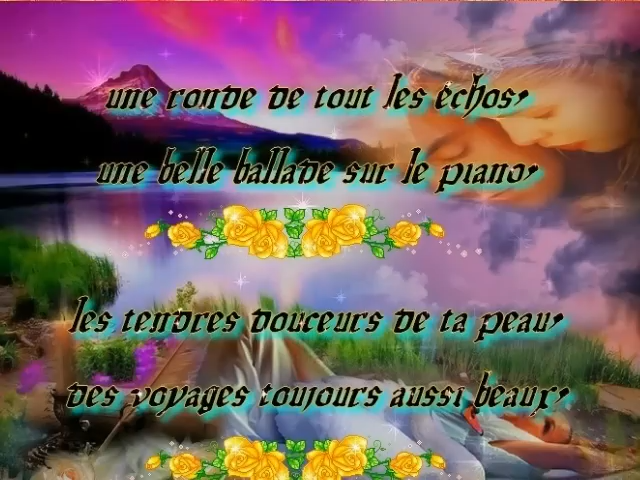 une ronde de tout les échos,
une belle ballade sur le piano,
les tendres douceurs de ta peau,
des voyages toujours aussi beaux,